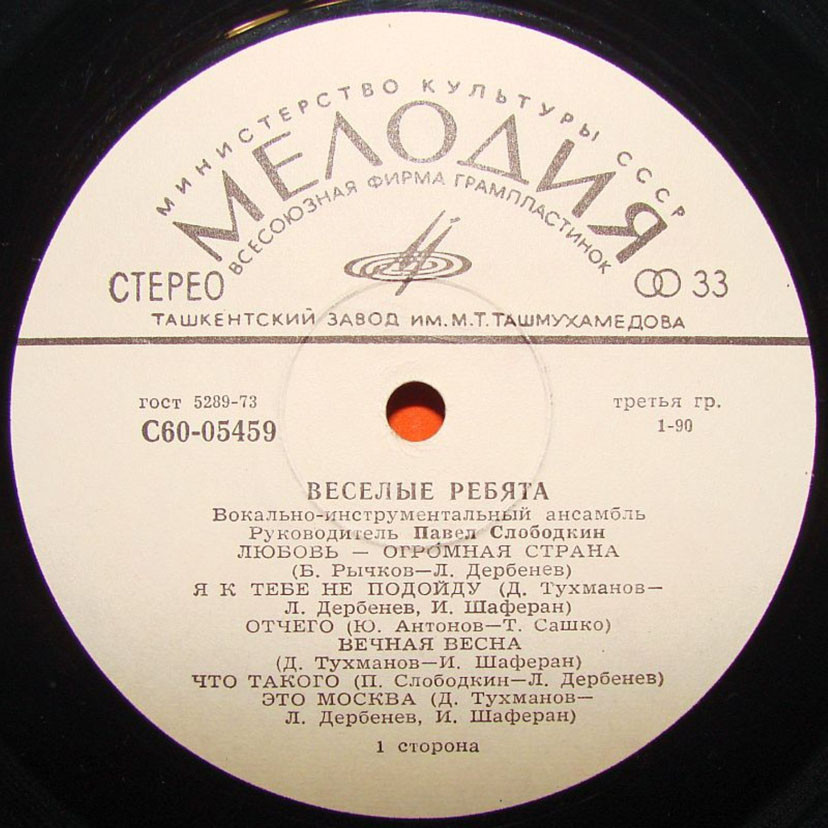 МИНИСТЕРСТВО КУЛЬТУРЫ СССР
МЕЛОДИЯ
ВСЕСОЮЗНАЯ ФИРМА ГРАМПЛАСТИНОК
СТЕРЕО
33
ТАШКЕНТСКИЙ ЗАВОД ИМ. М. Т. ТАШМУХАМЕДОВА
гост 5289-73
третья гр.
С60-05459
1-90
ВЕСЕЛЫЕ РЕБЯТА
Вокально-инструментальный ансамбль
Руководитель Павел Слободкин
ЛЮБОВЬ — ОГРОМНАЯ СТРАНА
(Б. Рычков—Л. Дербенев)
Я К ТЕБЕ НЕ ПОДОЙДУ (Д. Тухманов—
Л. Дербенев, И. Шаферан)
ОТЧЕГО (Ю. Антонов—Т. Сашко)
ВЕЧНАЯ ВЕСНА
(Д. Тухманов—И. Шаферан)
ЧТО ТАКОГО (П. Слободкин—Л. Дербенев)
ЭТО МОСКВА (Д. Тухманов—
Л. Дербенев, И. Шаферан)
1 сторона